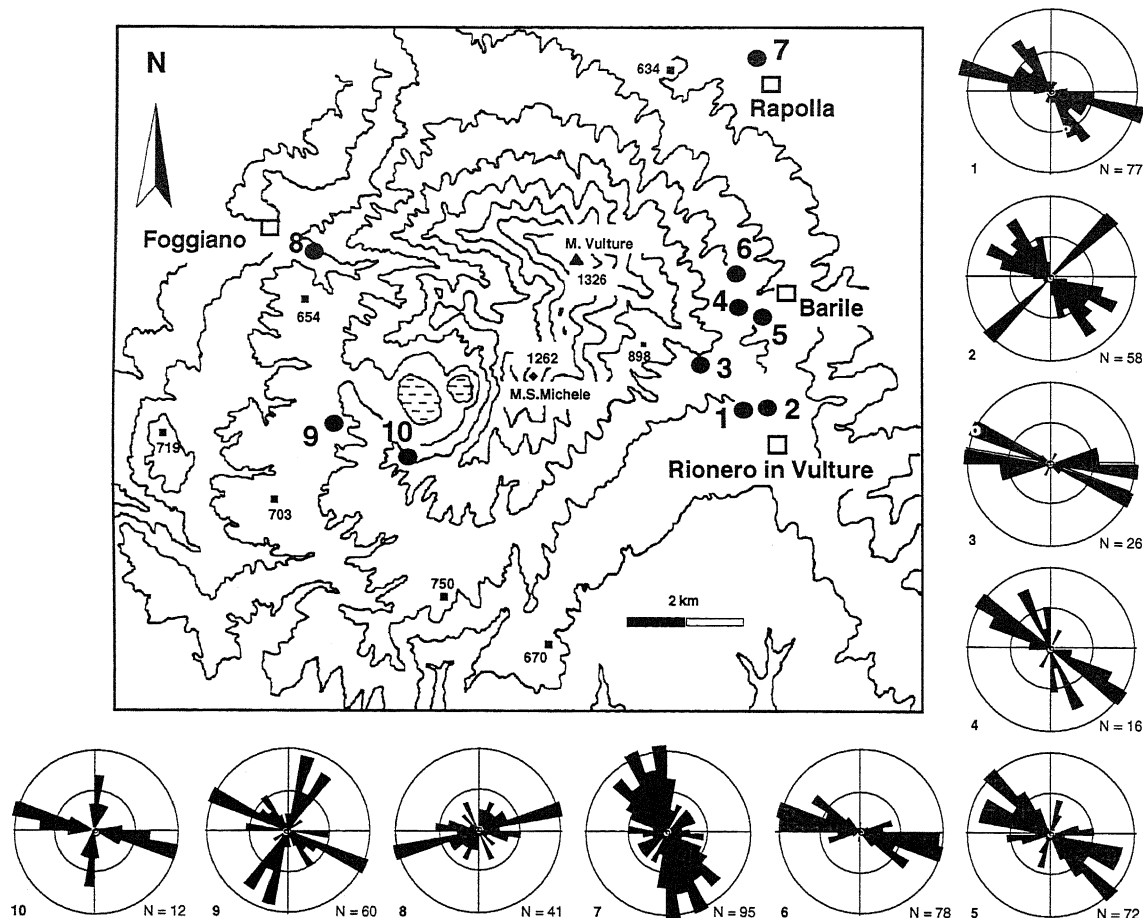 N
634
7
Rapolla
Foggiano
8
M. Vulture
1326
6
Barile
4
5
654
1262
898
M.S.Michele
3
1
2
9
10
719
Rionero in Vulture
703
750
2 km
670
1
N = 77
2
N = 58
3
N = 26
4
N = 16
10
N = 12
9
N = 60
8
N = 41
7
N = 95
6
N = 78
5
N = 72